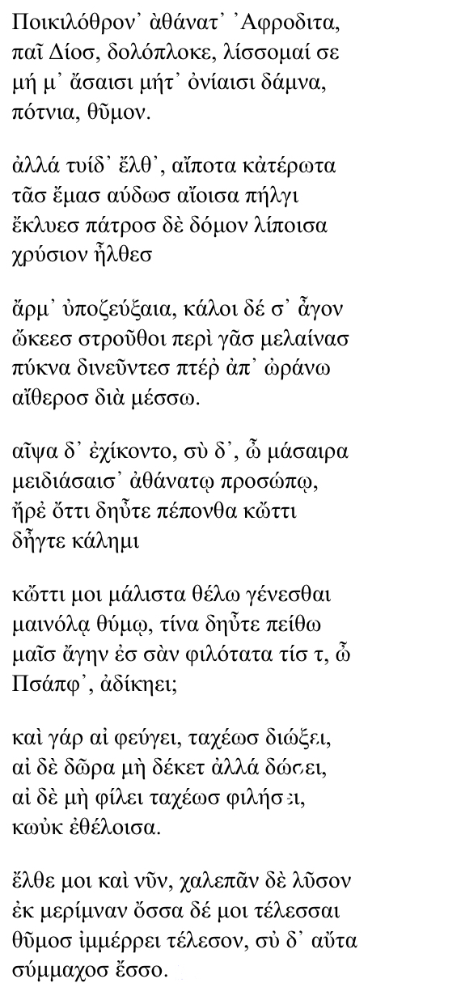 Ποικιλόθρον᾽ ὰθάνατ᾽ ᾽Αφροδιτα,
παῖ Δίοσ, δολόπλοκε, λίσσομαί σε
μή μ᾽ ἄσαισι μήτ᾽ ὀνίαισι δάμνα,
πότνια, θῦμον.

ἀλλά τυίδ᾽ ἔλθ᾽, αἴποτα κἀτέρωτα
τᾶσ ἔμασ αύδωσ αἴοισα πήλγι
ἔκλυεσ πάτροσ δὲ δόμον λίποισα
χρύσιον ἦλθεσ

ἄρμ᾽ ὐποζεύξαια, κάλοι δέ σ᾽ ἆγον
ὤκεεσ στροῦθοι περὶ γᾶσ μελαίνασ
πύκνα δινεῦντεσ πτέῤ ἀπ᾽ ὠράνω
αἴθεροσ διὰ μέσσω.

αῖψα δ᾽ ἐχίκοντο, σὺ δ᾽, ὦ μάσαιρα
μειδιάσαισ᾽ ἀθάνατῳ προσώπῳ,
ἤρἐ ὄττι δηὖτε πέπονθα κὤττι
δἦγτε κάλημι

κὤττι μοι μάλιστα θέλω γένεσθαι
μαινόλᾳ θύμῳ, τίνα δηὖτε πείθω
μαῖσ ἄγην ἐσ σὰν φιλότατα τίσ τ, ὦ
Πσάπφ᾽, ἀδίκηει;

καὶ γάρ αἰ φεύγει, ταχέωσ διώξει,
αἰ δὲ δῶρα μὴ δέκετ ἀλλά δώσει,
αἰ δὲ μὴ φίλει ταχέωσ φιλήσει,
κωὐκ ἐθέλοισα.

ἔλθε μοι καὶ νῦν, χαλεπᾶν δὲ λῦσον
ἐκ μερίμναν ὄσσα δέ μοι τέλεσσαι
θῦμοσ ἰμμέρρει τέλεσον, σὐ δ᾽ αὔτα
σύμμαχοσ ἔσσο.